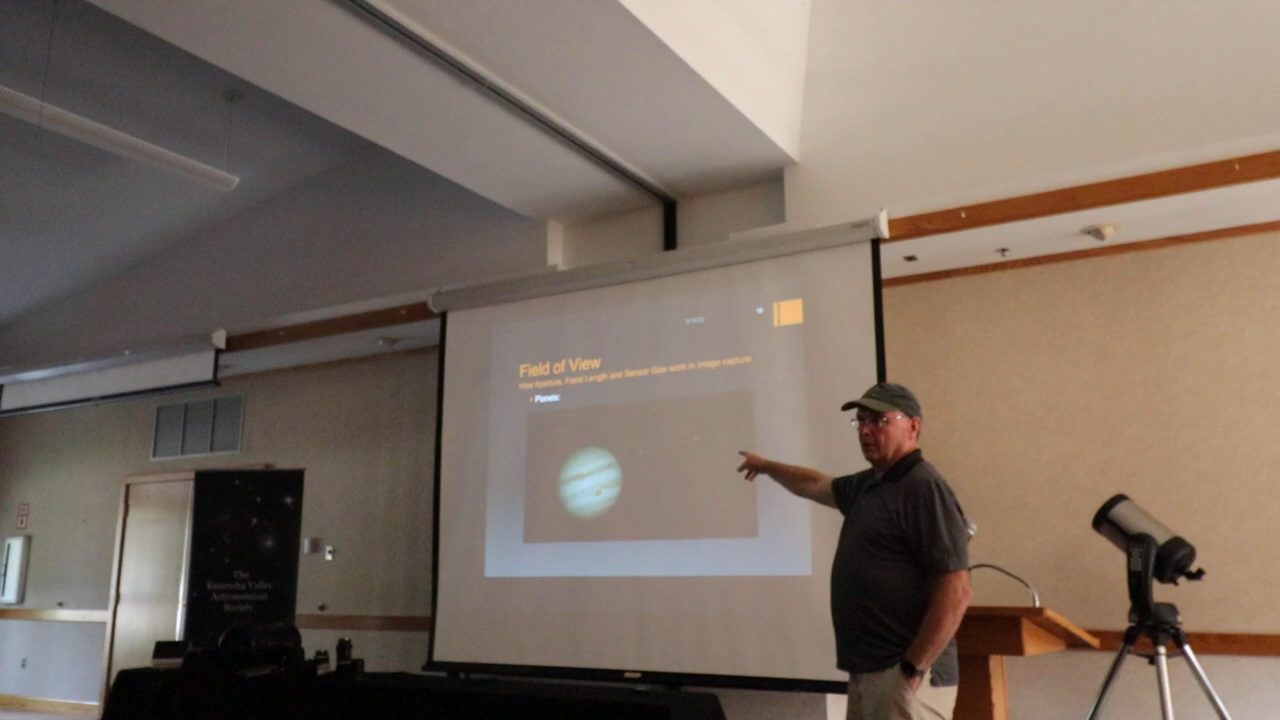 Field of View
How Aperture, Focal Length and Sensor Size work in image capture
Planets:
The
Kanawha Valley
Astronomical
Society